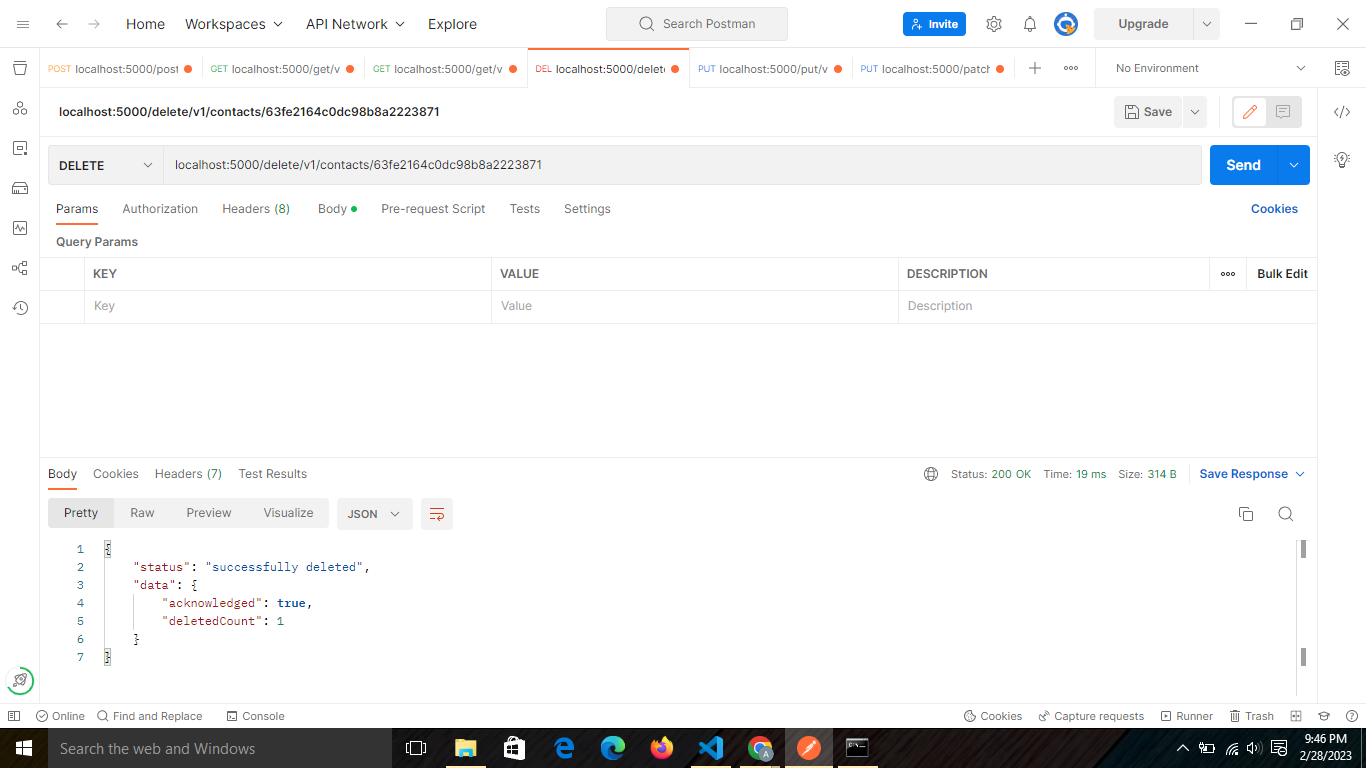 Home Workspaces API Network Explore Search Postman Invite Upgrade
POST localhost:5000/post GET localhost:5000/get/v GET localhost:5000/get/v DEL localhost:5000/delete PUT localhost:5000/put/v PUT localhost:5000/patch No Environment
localhost:5000/delete/v1/contacts/63fe2164c0dc98b8a2223871 Save
DELETE localhost:5000/delete/v1/contacts/63fe2164c0dc98b8a2223871 Send
Params Authorization Headers (8) Body Pre-request Script Tests Settings Cookies
Query Params
KEY VALUE DESCRIPTION Bulk Edit
Key Value Description
Body Cookies Headers (7) Test Results Status: 200 OK Time: 19 ms Size: 314 B Save Response
Pretty Raw Preview Visualize JSON
1 {
2 "status": "successfully deleted",
3 "data": {
4 "acknowledged": true,
5 "deletedCount": 1
6 }
7 }
Online Find and Replace Console Cookies Capture requests Runner Trash
Search the web and Windows 9:46 PM
2/28/2023